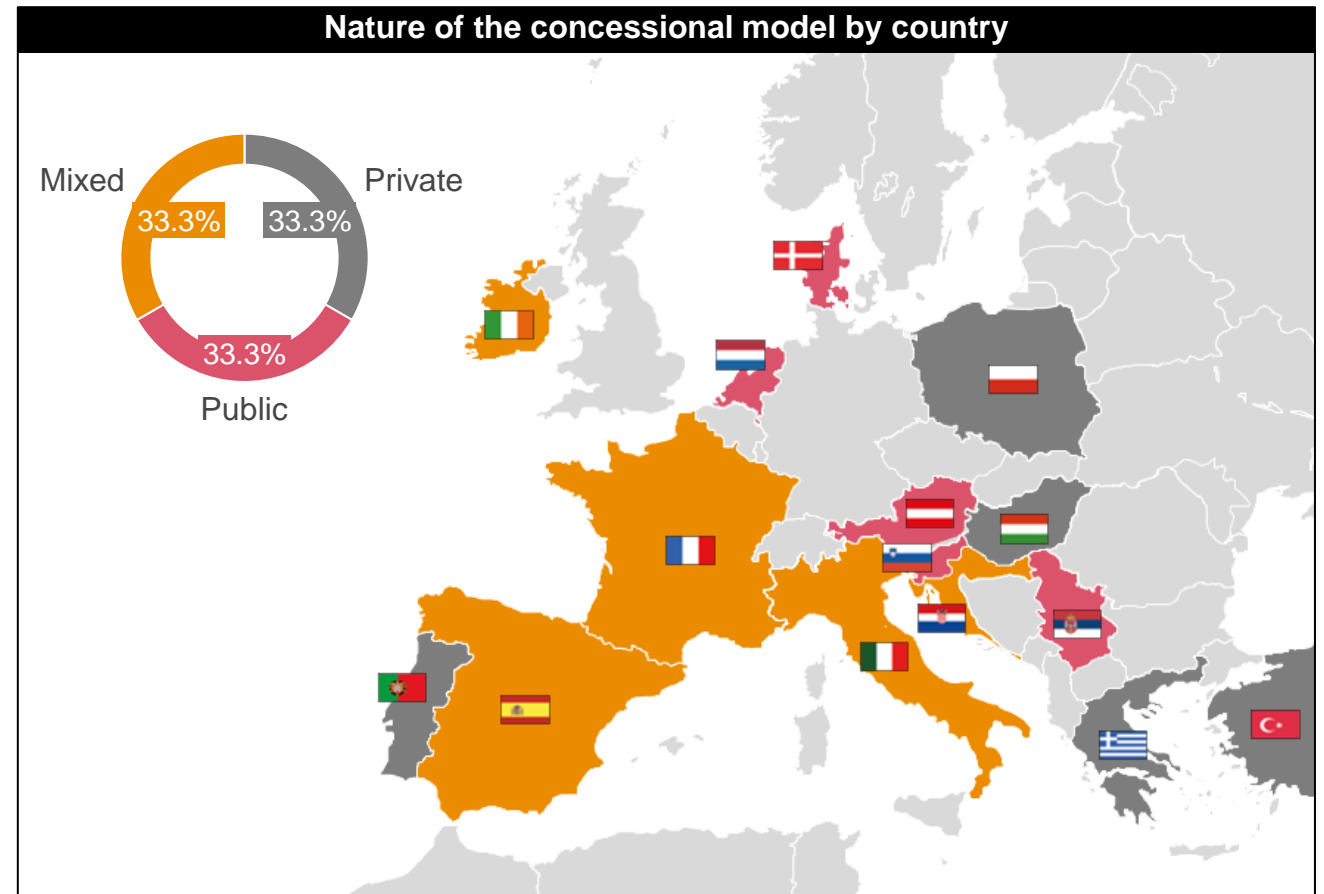 Nature of the concessional model by country
Mixed
Private
33.3%
33.3%
33.3%
Public